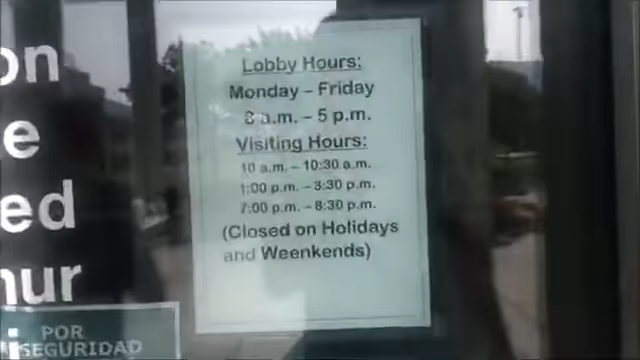 on
e
ed
hur
Lobby Hours:
Monday – Friday
8 a.m. – 5 p.m.
Visiting Hours:
10 a.m. – 10:30 a.m.
1:00 p.m. – 3:30 p.m.
7:00 p.m. – 8:30 p.m.
(Closed on Holidays
and Weenkends)
POR
SEGURIDAD